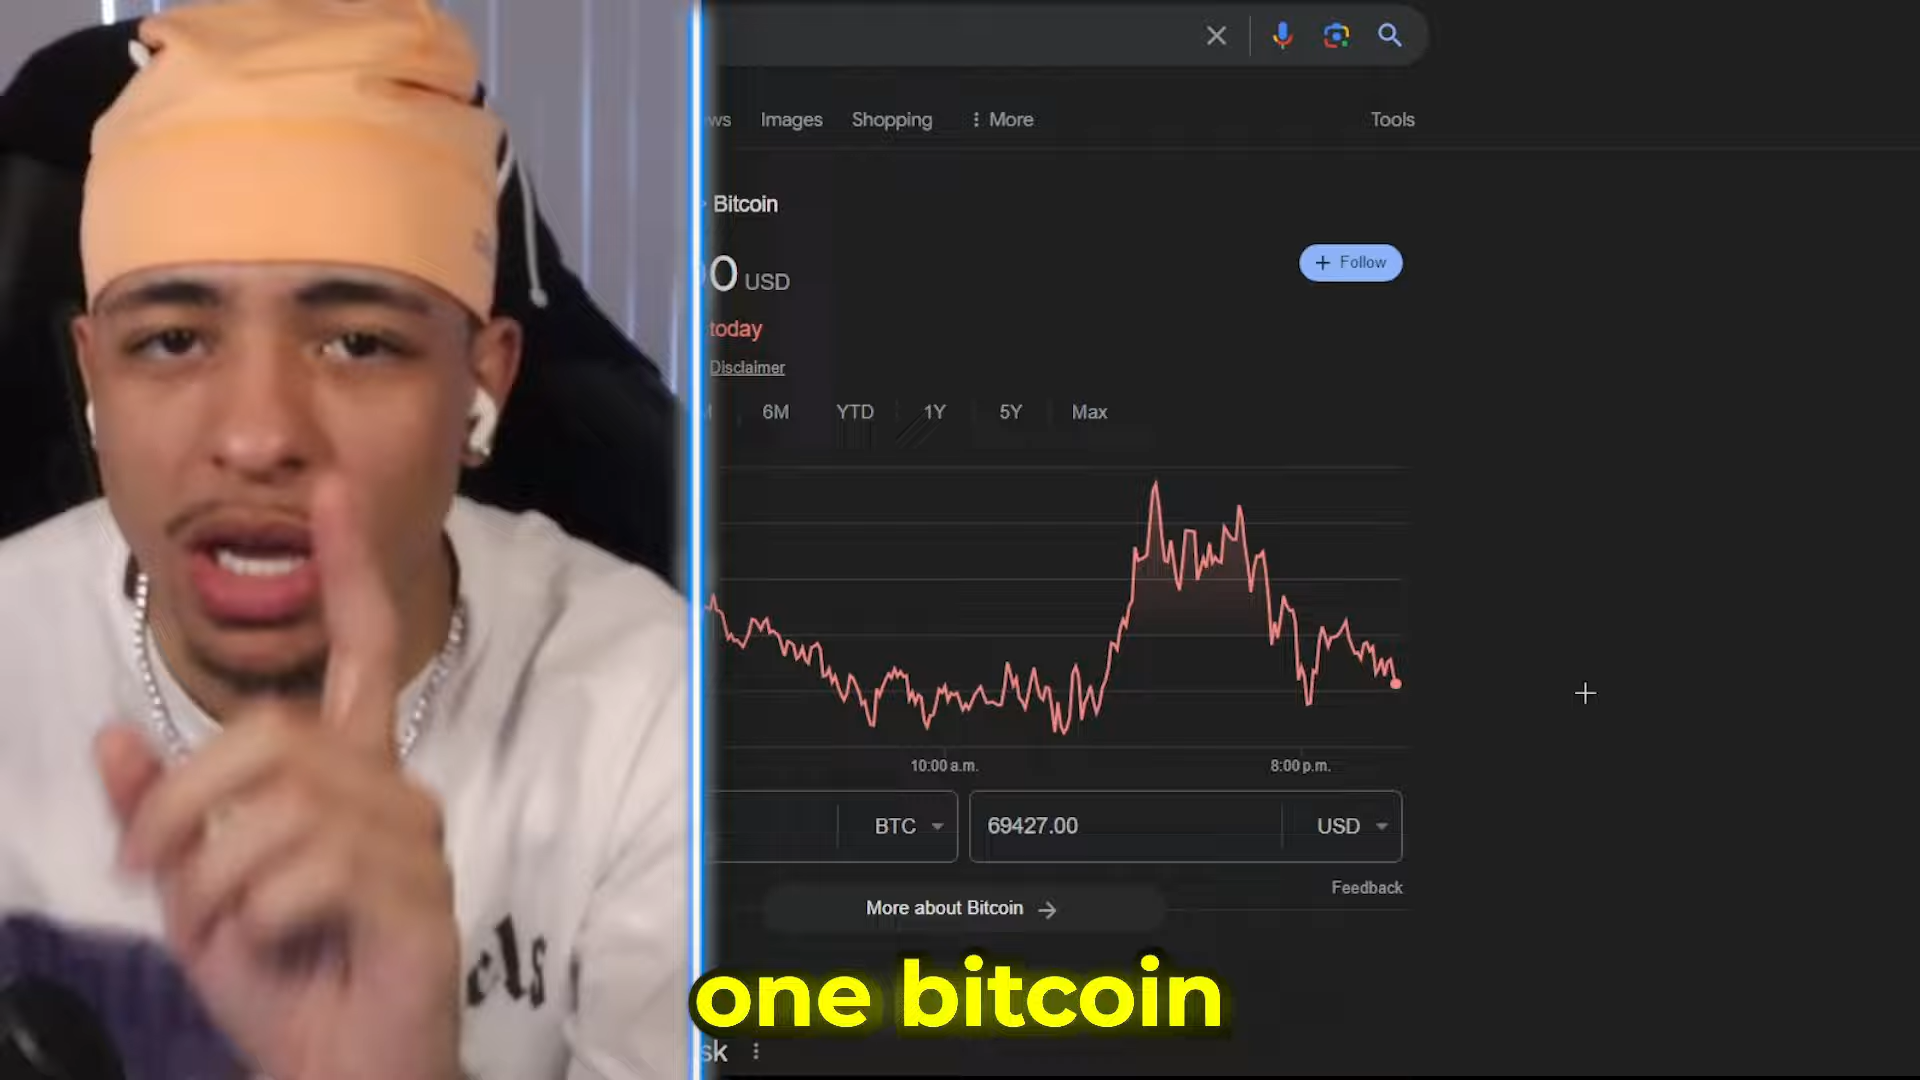 Images Shopping More Tools
Bitcoin
0 USD
Follow
today
Disclaimer
6M YTD 1Y 5Y Max
10:00 a.m. 8:00 p.m.
BTC 69427.00 USD
Feedback
More about Bitcoin
one bitcoin